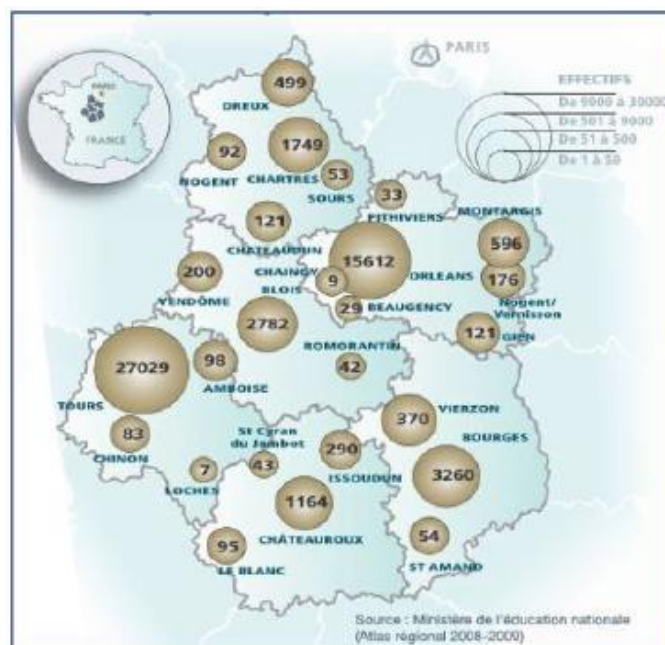 PARIS
PARIS
FRANCE
EFFECTIFS
De 9000 à 30000
De 501 à 9000
De 51 à 500
De 1 à 50
499
DREUX
92
NOGENT
1749
CHARTRES
53
SOURS
33
PITHIVIERS
MONTARGIS
596
121
CHATEAUDUN
CHAINGY
9
15612
ORLEANS
176
Nogent/
Vernisson
200
VENDÔME
BLOIS
2782
29
BEAUGENCY
121
GIEN
ROMORANTIN
42
27029
TOURS
98
AMBOISE
83
CHINON
7
LOCHES
St Cyran
du Jambot
43
290
ISSOUDUN
370
VIERZON
BOURGES
3260
1164
CHÂTEAUROUX
95
LE BLANC
54
ST AMAND
Source : Ministère de l'éducation nationale
(Atlas régional 2008-2009)